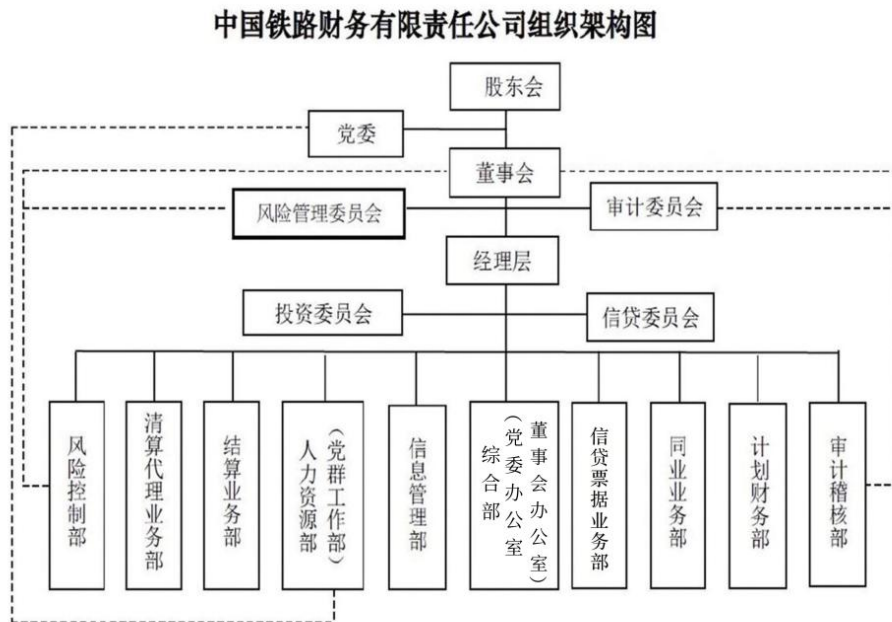 中国铁路财务有限责任公司组织架构图
股东会
党委
董事会
风险管理委员会
审计委员会
经理层
投资委员会
信贷委员会
风险控制部
清算代理业务部
结算业务部
人力资源部
（党群工作部）
信息管理部
综合部
（党委办公室
董事会办公室）
信贷票据业务部
同业业务部
计划财务部
审计稽核部